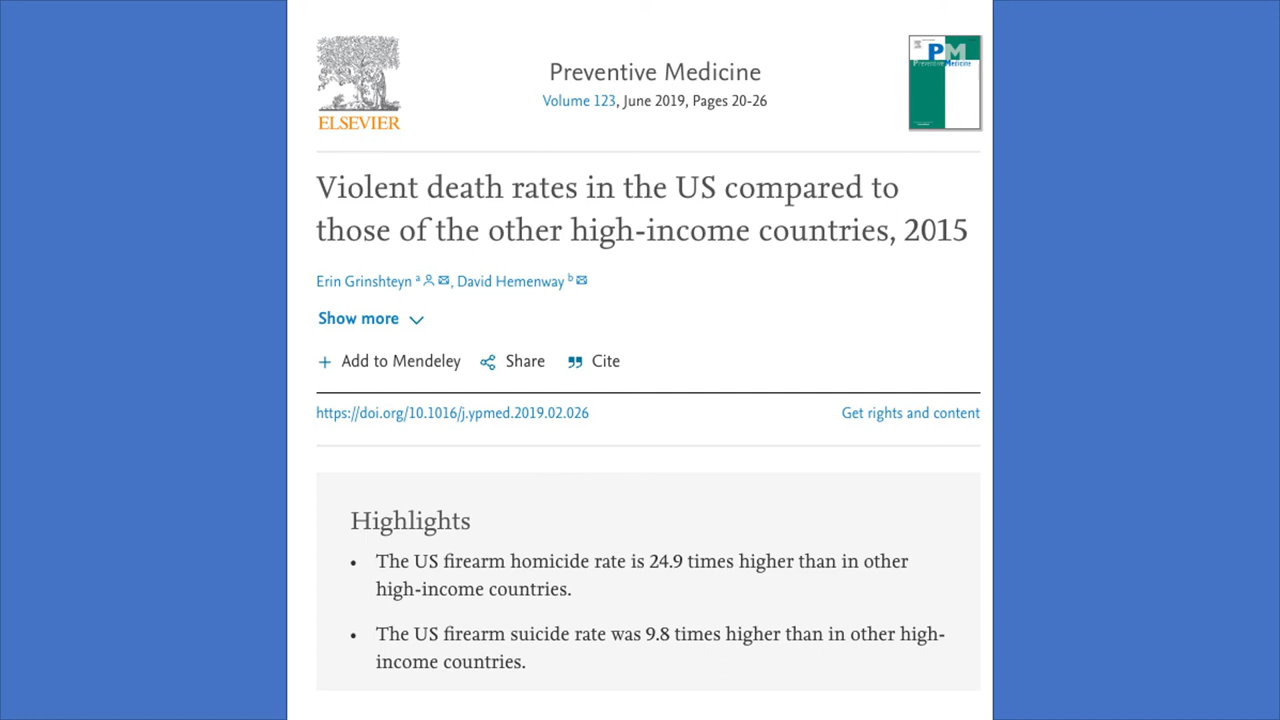 ELSEVIER
Preventive Medicine
Volume 123, June 2019, Pages 20-26
PM
Preventive Medicine
Violent death rates in the US compared to
those of the other high-income countries, 2015
Erin Grinshteyn a, David Hemenway b
Show more
+ Add to Mendeley Share Cite
https://doi.org/10.1016/j.ypmed.2019.02.026 Get rights and content
Highlights
• The US firearm homicide rate is 24.9 times higher than in other
high-income countries.
• The US firearm suicide rate was 9.8 times higher than in other high-
income countries.